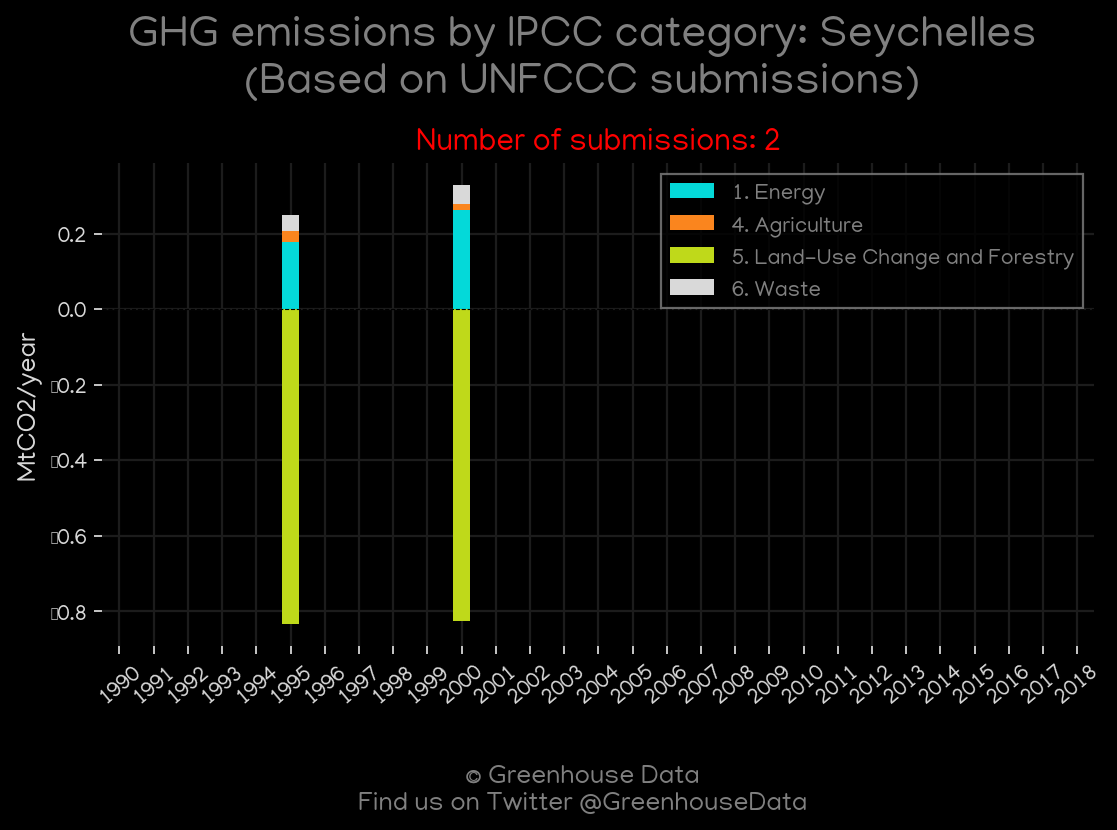 GHG emissions by IPCC category: Seychelles
(Based on UNFCCC submissions)
Number of submissions: 2
1. Energy
4. Agriculture
5. Land-Use Change and Forestry
6. Waste
MtCO2/year
0.2
0.0
▯0.2
▯0.4
▯0.6
▯0.8
1990 1991 1992 1993 1994 1995 1996 1997 1998 1999 2000 2001 2002 2003 2004 2005 2006 2007 2008 2009 2010 2011 2012 2013 2014 2015 2016 2017 2018
© Greenhouse Data
Find us on Twitter @GreenhouseData